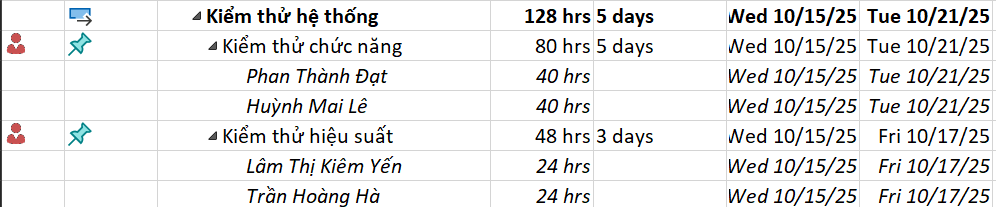 Kiểm thử hệ thống 128 hrs 5 days Wed 10/15/25 Tue 10/21/25
Kiểm thử chức năng 80 hrs 5 days Wed 10/15/25 Tue 10/21/25
Phan Thành Đạt 40 hrs Wed 10/15/25 Tue 10/21/25
Huỳnh Mai Lê 40 hrs Wed 10/15/25 Tue 10/21/25
Kiểm thử hiệu suất 48 hrs 3 days Wed 10/15/25 Fri 10/17/25
Lâm Thị Kiêm Yến 24 hrs Wed 10/15/25 Fri 10/17/25
Trần Hoàng Hà 24 hrs Wed 10/15/25 Fri 10/17/25